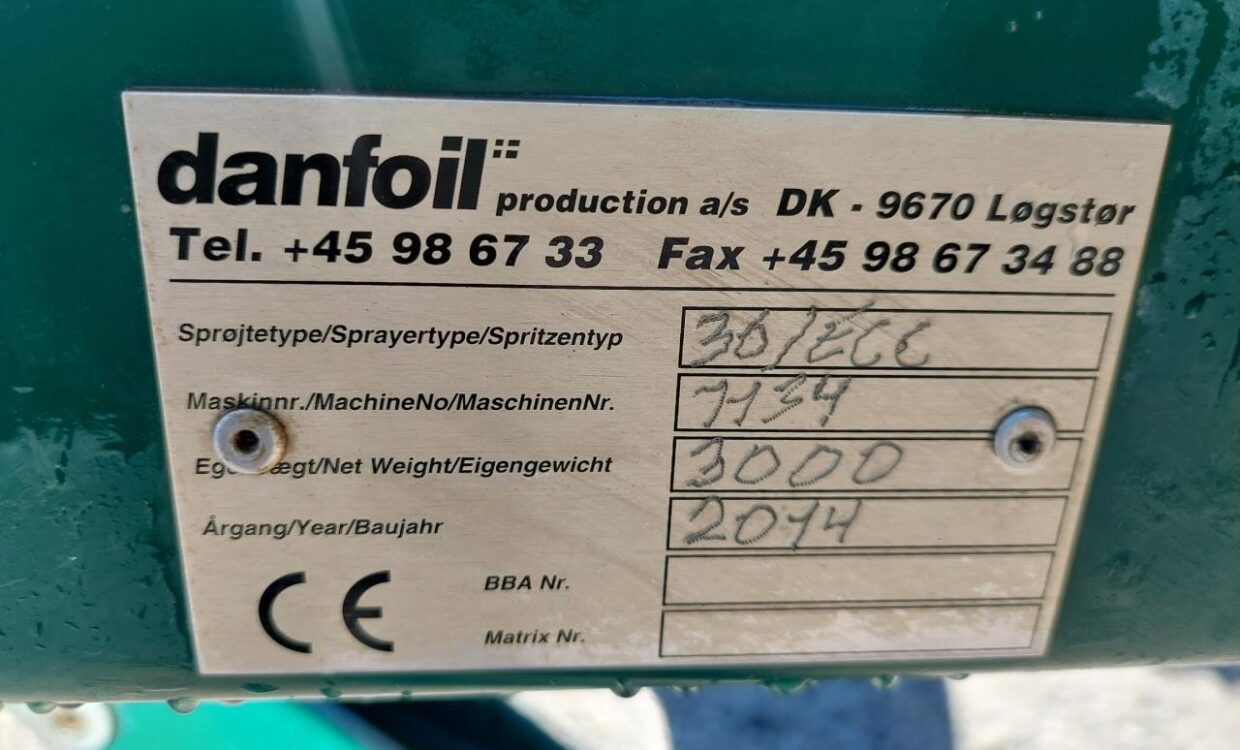 danfoil production a/s DK - 9670 Løgstør
Tel. +45 98 67 33 Fax +45 98 67 34 88
Sprøjtetype/Sprayertype/Spritzentyp
Maskinnr./MachineNo/MaschinenNr. 1134
Net Weight/Eigengewicht 3000
Årgang/Year/Baujahr 2014
CE BBA Nr.
Matrix Nr.